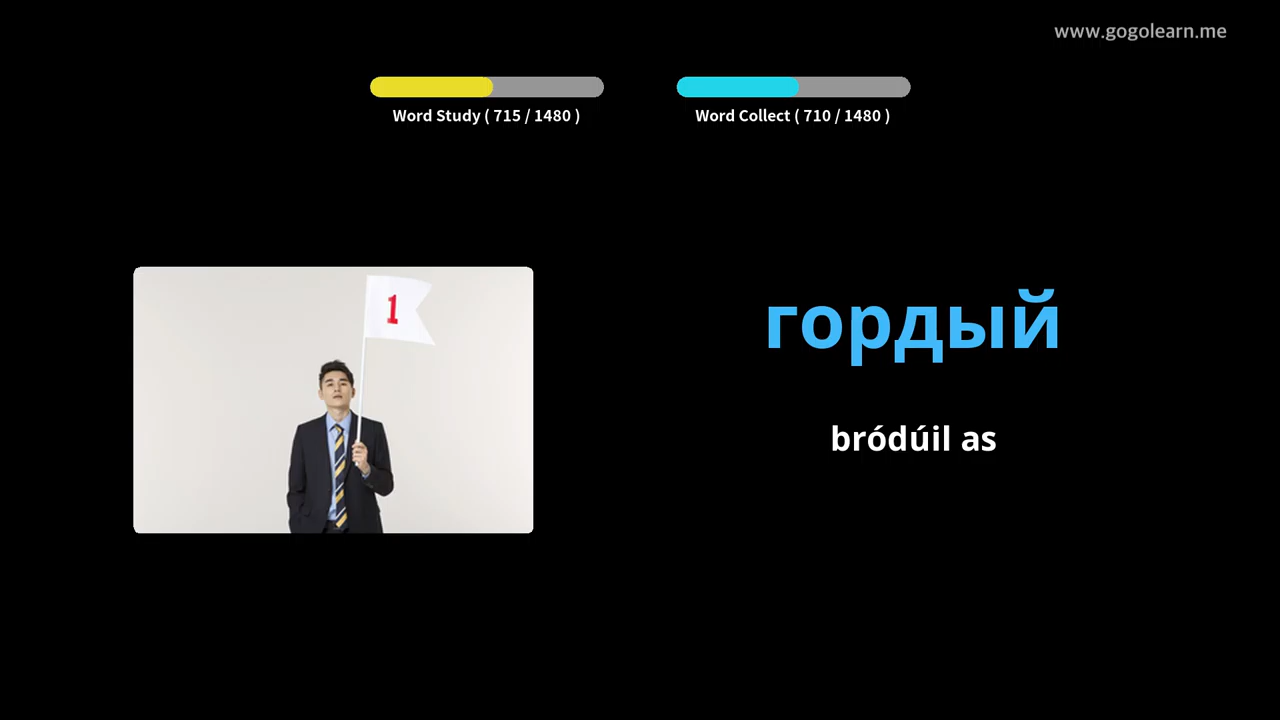 www.gogolearn.me
Word Study ( 715 / 1480 )
Word Collect ( 710 / 1480 )
1
гордый
bródúil as